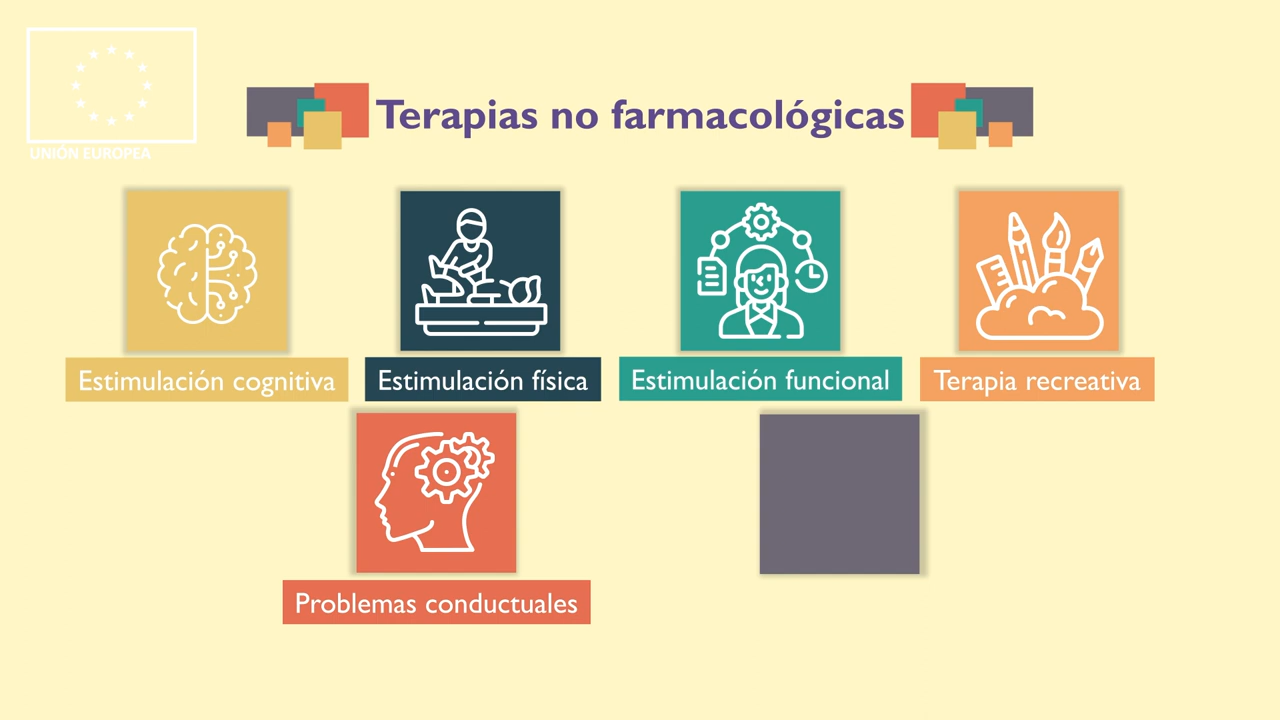 UNIÓN EUROPEA
Terapias no farmacológicas
Estimulación cognitiva
Estimulación física
Estimulación funcional
Terapia recreativa
Problemas conductuales